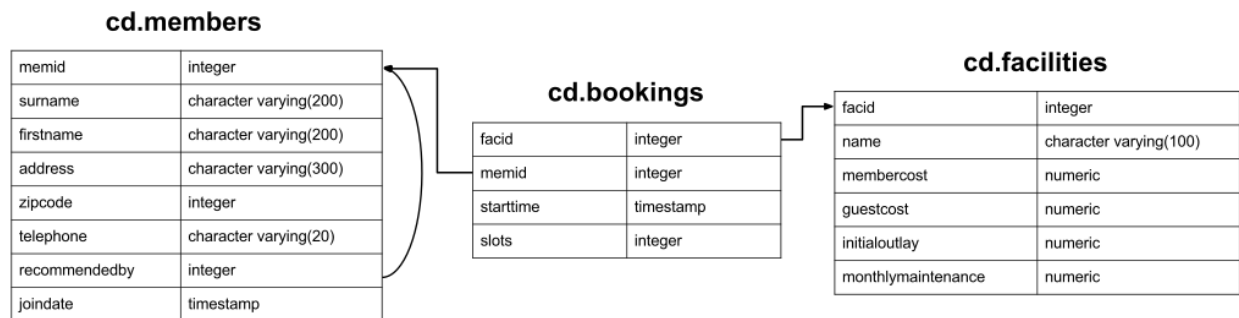 cd.members
memid integer
surname character varying(200)
firstname character varying(200)
address character varying(300)
zipcode integer
telephone character varying(20)
recommendedby integer
joindate timestamp
cd.bookings
facid integer
memid integer
starttime timestamp
slots integer
cd.facilities
facid integer
name character varying(100)
membercost numeric
guestcost numeric
initialoutlay numeric
monthlymaintenance numeric